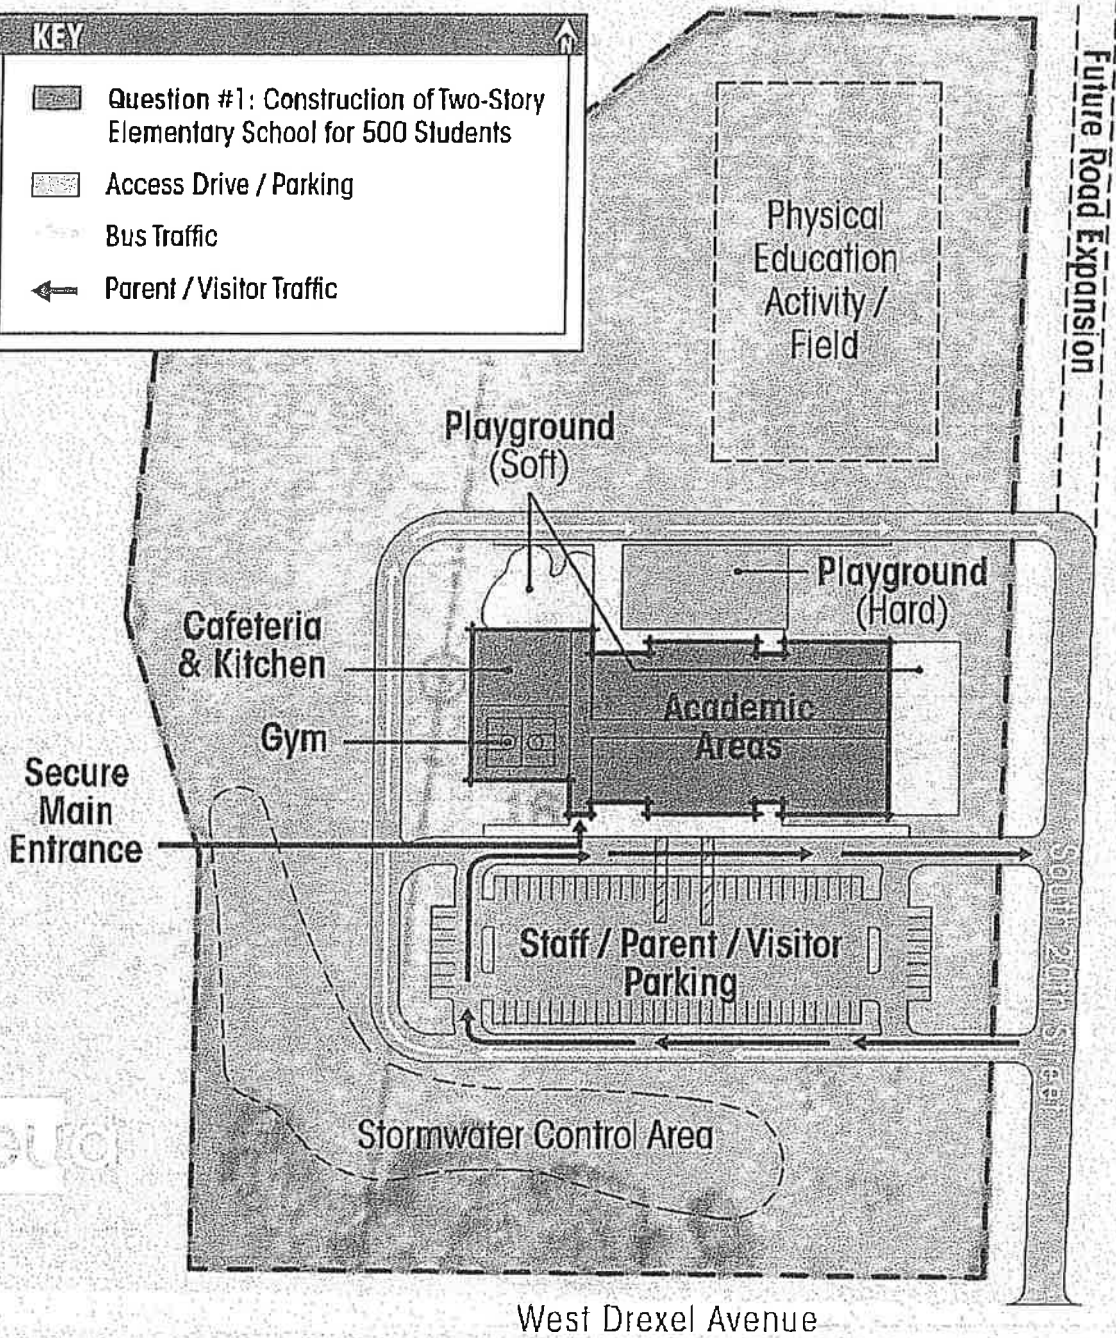 KEY
N
Question #1: Construction of Two-Story
Elementary School for 500 Students
Access Drive / Parking
Bus Traffic
Parent / Visitor Traffic
Future Road Expansion
Physical
Education
Activity /
Field
Playground
(Soft)
Playground
(Hard)
Cafeteria
& Kitchen
Gym
Academic
Areas
Secure
Main
Entrance
Staff / Parent / Visitor
Parking
South 20th Street
Stormwater Control Area
West Drexel Avenue